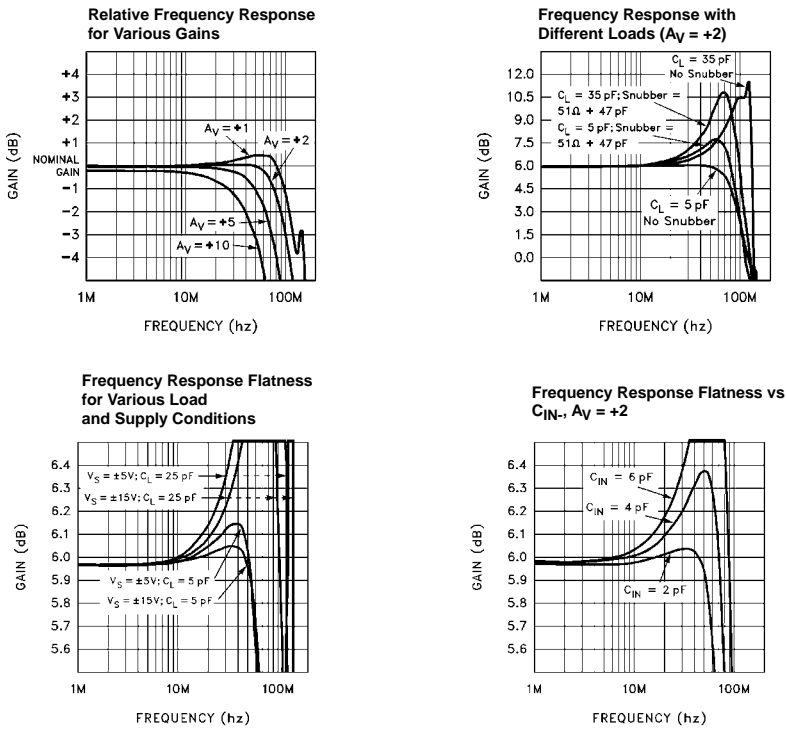 Relative Frequency Response
for Various Gains
+4
+3
+2
+1
NOMINAL
GAIN
−1
−2
−3
−4
GAIN (dB)
AV = +1
AV = +2
AV = +5
AV = +10
1M
10M
100M
FREQUENCY (hz)
Frequency Response with
Different Loads (AV = +2)
12.0
10.5
9.0
7.5
6.0
4.5
3.0
1.5
0.0
GAIN (dB)
CL = 35 pF
No Snubber
CL = 35 pF; Snubber =
51Ω + 47 pF
CL = 5 pF; Snubber =
51Ω + 47 pF
CL = 5 pF
No Snubber
1M
10M
100M
FREQUENCY (hz)
Frequency Response Flatness
for Various Load
and Supply Conditions
6.4
6.3
6.2
6.1
6.0
5.9
5.8
5.7
5.6
GAIN (dB)
VS = ±5V; CL = 25 pF
VS = ±15V; CL = 25 pF
VS = ±5V; CL = 5 pF
VS = ±15V; CL = 5 pF
1M
10M
100M
FREQUENCY (hz)
Frequency Response Flatness vs
CIN-, AV = +2
6.4
6.3
6.2
6.1
6.0
5.9
5.8
5.7
5.6
GAIN (dB)
CIN = 6 pF
CIN = 4 pF
CIN = 2 pF
1M
10M
100M
FREQUENCY (hz)